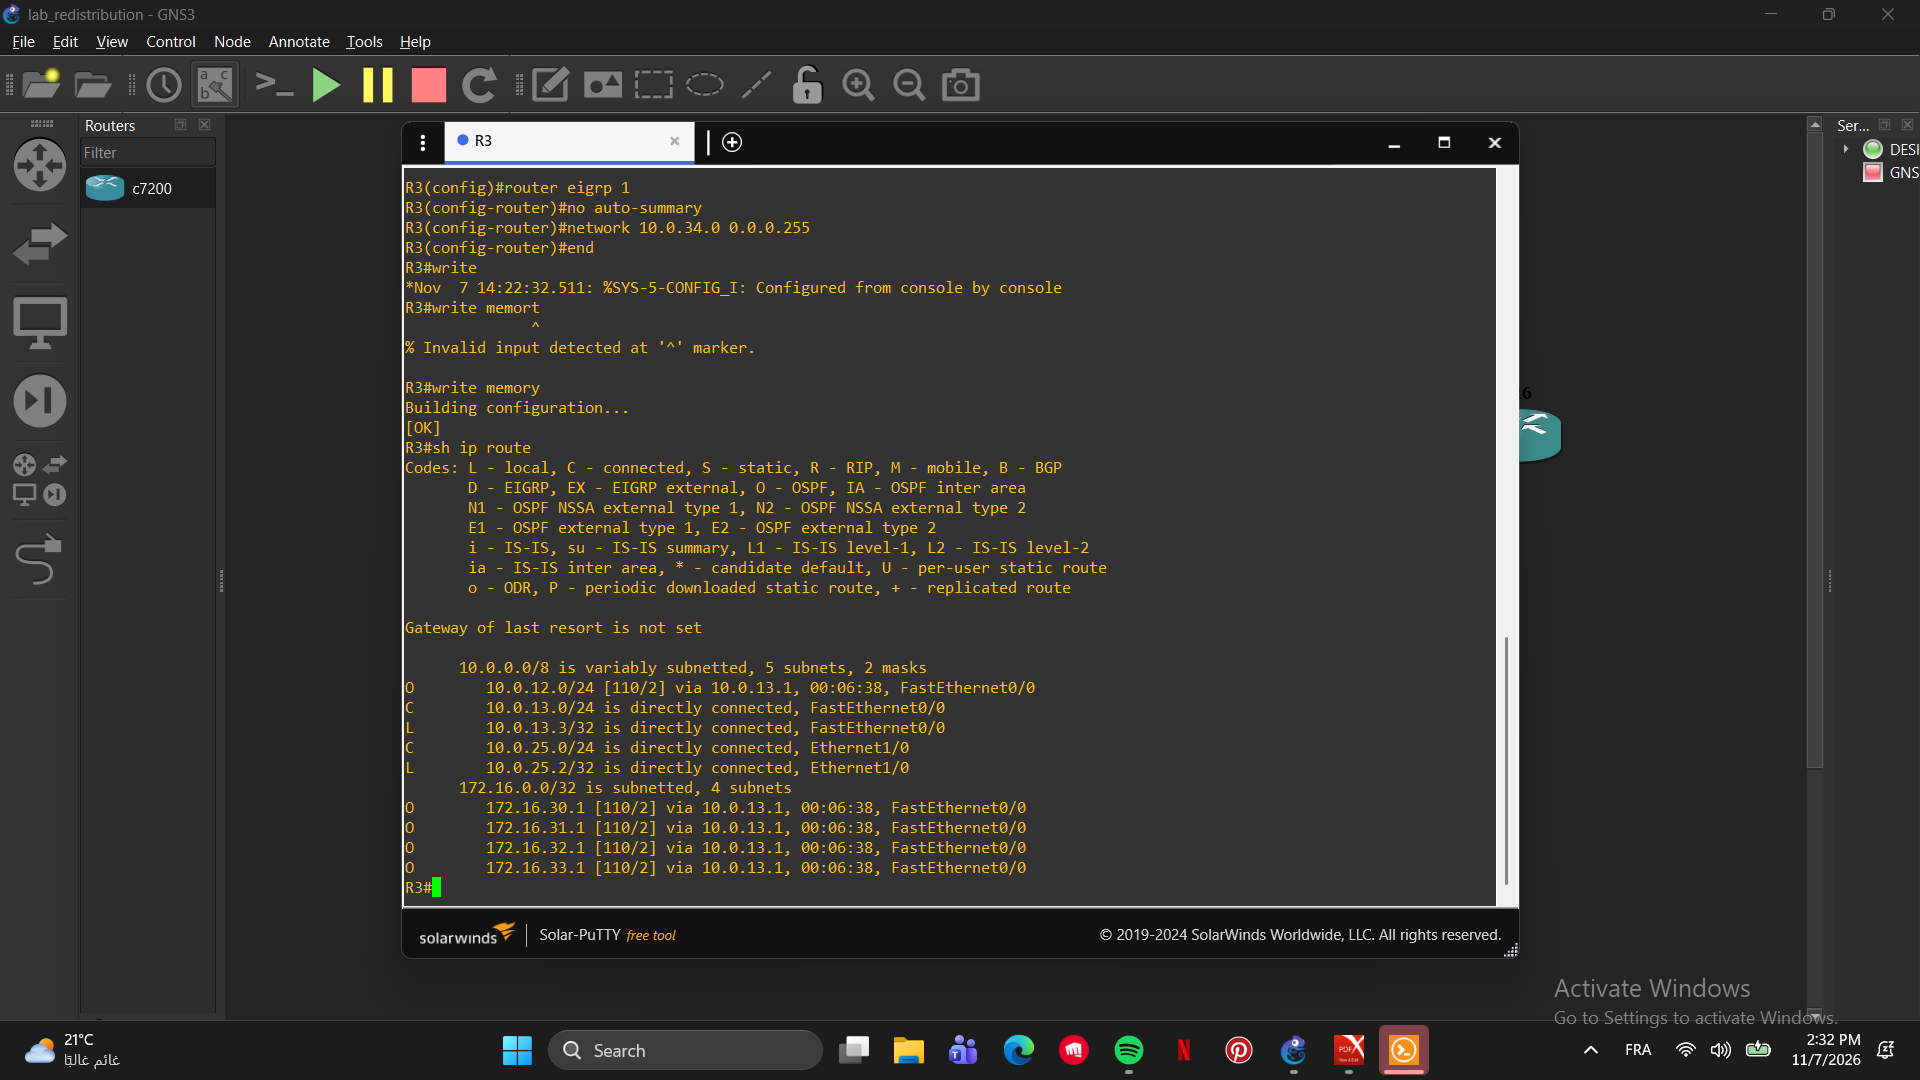 lab_redistribution - GNS3
File Edit View Control Node Annotate Tools Help
Routers
Filter
c7200
R3
R3(config)#router eigrp 1
R3(config-router)#no auto-summary
R3(config-router)#network 10.0.34.0 0.0.0.255
R3(config-router)#end
R3#write
*Nov  7 14:22:32.511: %SYS-5-CONFIG_I: Configured from console by console
R3#write memort
^
% Invalid input detected at '^' marker.
R3#write memory
Building configuration...
[OK]
R3#sh ip route
Codes: L - local, C - connected, S - static, R - RIP, M - mobile, B - BGP
D - EIGRP, EX - EIGRP external, O - OSPF, IA - OSPF inter area
N1 - OSPF NSSA external type 1, N2 - OSPF NSSA external type 2
E1 - OSPF external type 1, E2 - OSPF external type 2
i - IS-IS, su - IS-IS summary, L1 - IS-IS level-1, L2 - IS-IS level-2
ia - IS-IS inter area, * - candidate default, U - per-user static route
o - ODR, P - periodic downloaded static route, + - replicated route
Gateway of last resort is not set
10.0.0.0/8 is variably subnetted, 5 subnets, 2 masks
O        10.0.12.0/24 [110/2] via 10.0.13.1, 00:06:38, FastEthernet0/0
C        10.0.13.0/24 is directly connected, FastEthernet0/0
L        10.0.13.3/32 is directly connected, FastEthernet0/0
C        10.0.25.0/24 is directly connected, Ethernet1/0
L        10.0.25.2/32 is directly connected, Ethernet1/0
172.16.0.0/32 is subnetted, 4 subnets
O        172.16.30.1 [110/2] via 10.0.13.1, 00:06:38, FastEthernet0/0
O        172.16.31.1 [110/2] via 10.0.13.1, 00:06:38, FastEthernet0/0
O        172.16.32.1 [110/2] via 10.0.13.1, 00:06:38, FastEthernet0/0
O        172.16.33.1 [110/2] via 10.0.13.1, 00:06:38, FastEthernet0/0
R3#
solarwinds Solar-PuTTY free tool
© 2019-2024 SolarWinds Worldwide, LLC. All rights reserved.
Ser...
DESI
GNS
Activate Windows
Go to Settings to activate Windows.
21°C
غائم غالبًا
Search
FRA
2:32 PM
11/7/2026